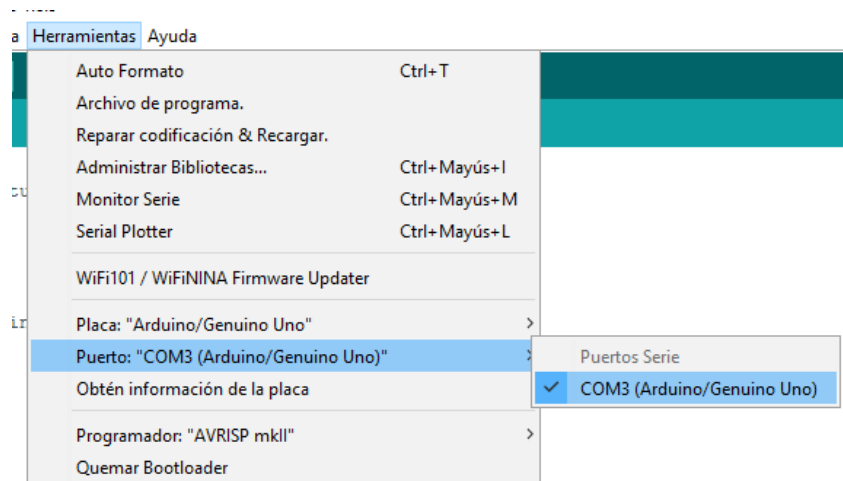 a Herramientas Ayuda
Auto Formato Ctrl+T
Archivo de programa.
Reparar codificación & Recargar.
Administrar Bibliotecas... Ctrl+Mayús+I
Monitor Serie Ctrl+Mayús+M
Serial Plotter Ctrl+Mayús+L
WiFi101 / WiFiNINA Firmware Updater
Placa: "Arduino/Genuino Uno"
Puerto: "COM3 (Arduino/Genuino Uno)"
Puertos Serie
Obtén información de la placa
COM3 (Arduino/Genuino Uno)
Programador: "AVRISP mkII"
Quemar Bootloader